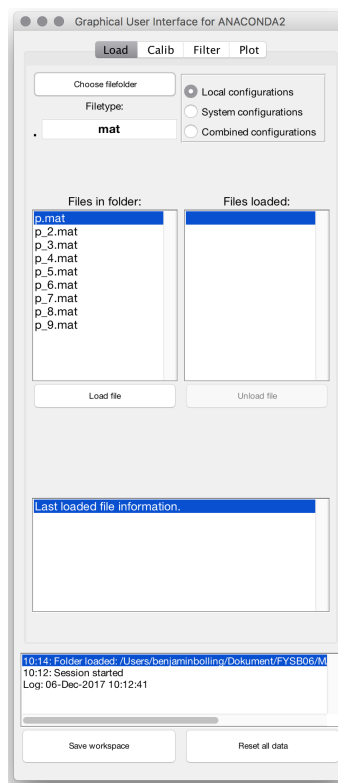 Graphical User Interface for ANACONDA2
Load Calib Filter Plot
Choose filefolder
Filetype:
. mat
Local configurations
System configurations
Combined configurations
Files in folder:
p.mat
p_2.mat
p_3.mat
p_4.mat
p_5.mat
p_6.mat
p_7.mat
p_8.mat
p_9.mat
Load file
Files loaded:
Unload file
Last loaded file information.
10:14: Folder loaded: /Users/benjaminbolling/Dokument/FYSB06/M
10:12: Session started
Log: 06-Dec-2017 10:12:41
Save workspace
Reset all data